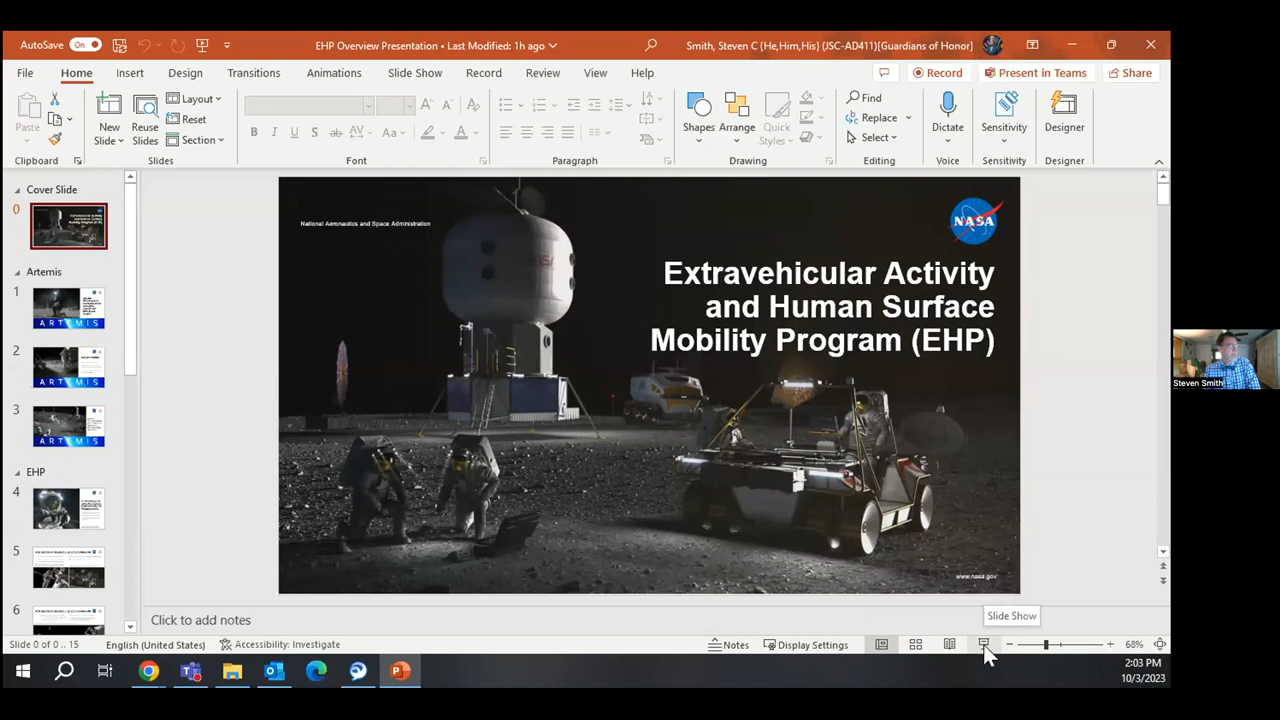 AutoSave On
EHP Overview Presentation • Last Modified: 1h ago
Smith, Steven C {He,Him,His} (JSC-AD411)[Guardians of Honor]
File Home Insert Design Transitions Animations Slide Show Record Review View Help
Record Present in Teams Share
Paste
New Slide
Reuse Slides
Layout
Reset
Section
B I U S ab AV Aa A
Shapes Arrange Quick Styles
Find
Replace
Select
Dictate Sensitivity Designer
Clipboard Slides Font Paragraph Drawing Editing Voice Sensitivity Designer
Cover Slide
0
Artemis
1
ARTEMIS
2
ARTEMIS
3
ARTEMIS
EHP
4
5
6
National Aeronautics and Space Administration
NASA
Extravehicular Activity
and Human Surface
Mobility Program (EHP)
www.nasa.gov
Steven Smith
Click to add notes
Slide Show
Slide 0 of 0 .. 15 English (United States) Accessibility: Investigate Notes Display Settings 68%
2:03 PM
10/3/2023